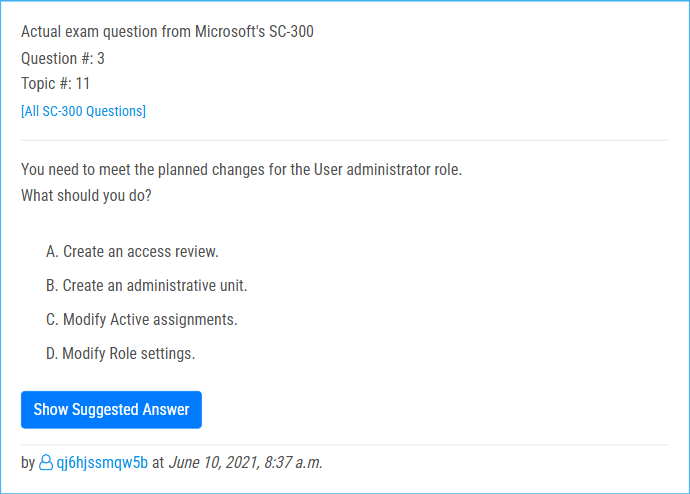 Actual exam question from Microsoft's SC-300
Question #: 3
Topic #: 11
[All SC-300 Questions]
You need to meet the planned changes for the User administrator role.
What should you do?
A. Create an access review.
B. Create an administrative unit.
C. Modify Active assignments.
D. Modify Role settings.
Show Suggested Answer
by qj6hjssmqw5b at June 10, 2021, 8:37 a.m.